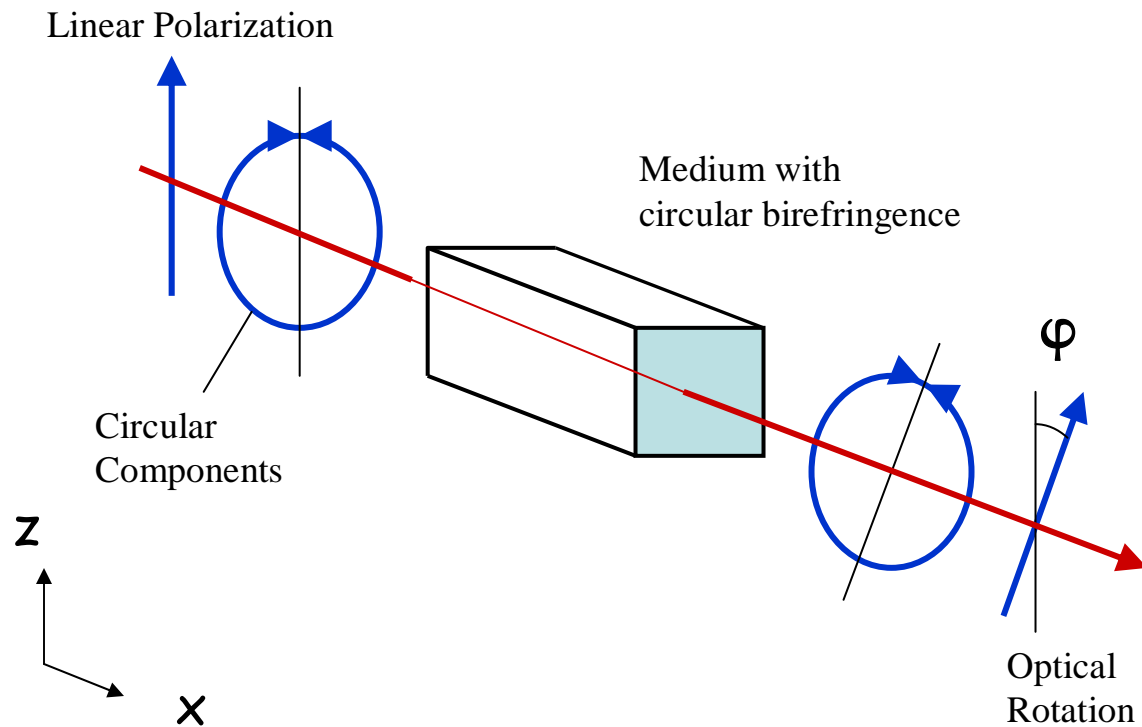 Linear Polarization
Medium with
circular birefringence
φ
Circular
Components
z
x
Optical
Rotation